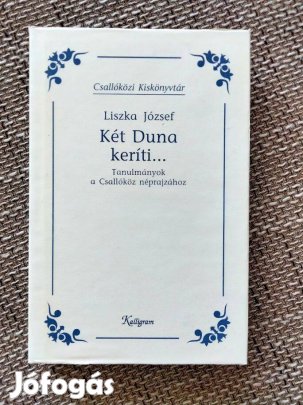 Csallóközi Kiskönyvtár
Liszka József
Két Duna
keríti...
Tanulmányok
a Csallóköz néprajzához
Kalligram
Jófogás